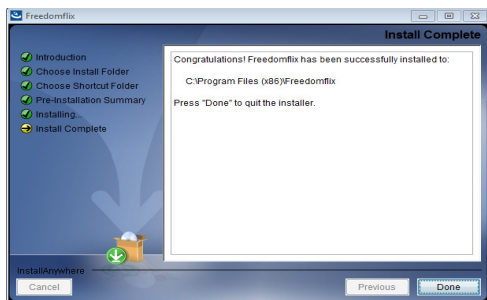 Freedomflix
Install Complete
Introduction
Choose Install Folder
Choose Shortcut Folder
Pre-Installation Summary
Installing...
Install Complete
Congratulations! Freedomflix has been successfully installed to:
C:\Program Files (x86)\Freedomflix
Press "Done" to quit the installer.
InstallAnywhere
Cancel
Previous
Done